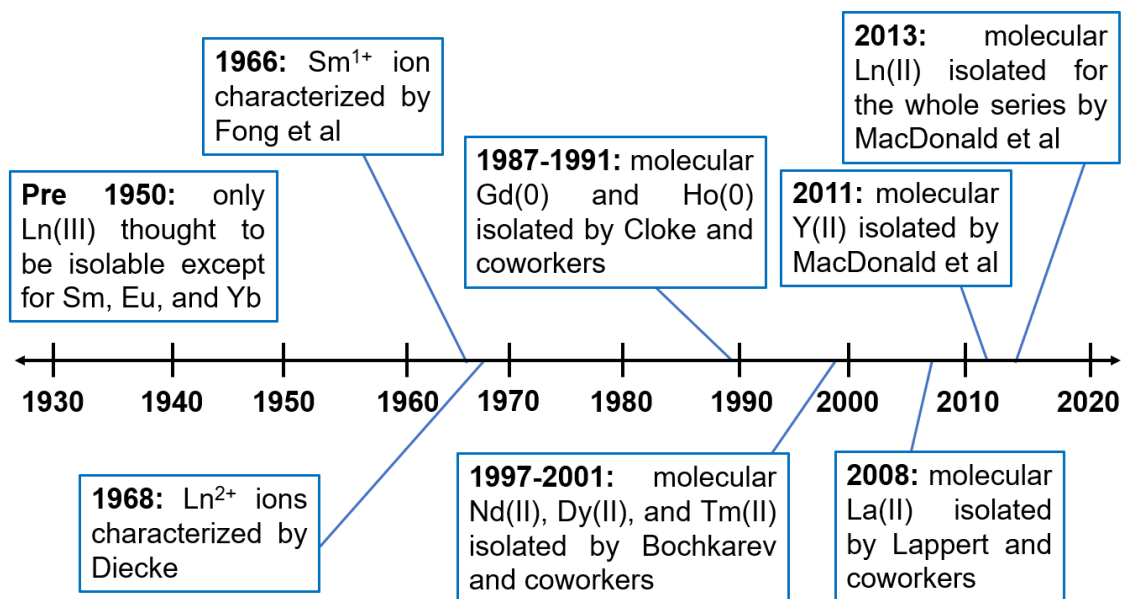 1966: Sm¹⁺ ion
characterized by
Fong et al
2013: molecular
Ln(II) isolated for
the whole series by
MacDonald et al
1987-1991: molecular
Gd(0) and Ho(0)
isolated by Cloke and
coworkers
Pre 1950: only
Ln(III) thought to
be isolable except
for Sm, Eu, and Yb
2011: molecular
Y(II) isolated by
MacDonald et al
1930 1940 1950 1960 1970 1980 1990 2000 2010 2020
1968: Ln²⁺ ions
characterized by
Diecke
1997-2001: molecular
Nd(II), Dy(II), and Tm(II)
isolated by Bochkarev
and coworkers
2008: molecular
La(II) isolated
by Lappert and
coworkers